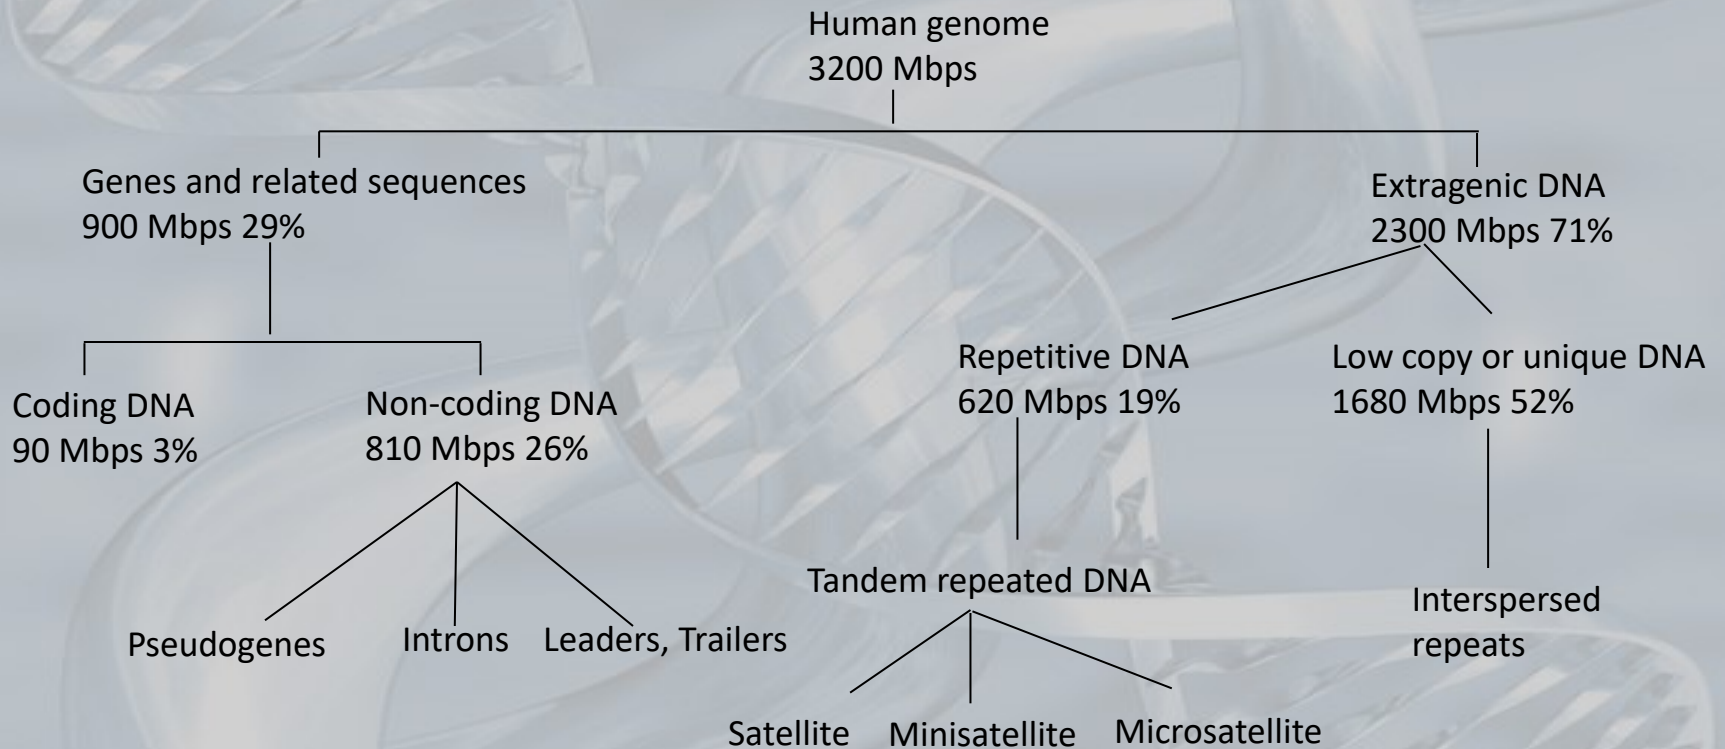 Human genome
3200 Mbps
Genes and related sequences
900 Mbps 29%
Extragenic DNA
2300 Mbps 71%
Coding DNA
90 Mbps 3%
Non-coding DNA
810 Mbps 26%
Repetitive DNA
620 Mbps 19%
Low copy or unique DNA
1680 Mbps 52%
Pseudogenes
Introns
Leaders, Trailers
Tandem repeated DNA
Interspersed
repeats
Satellite
Minisatellite
Microsatellite